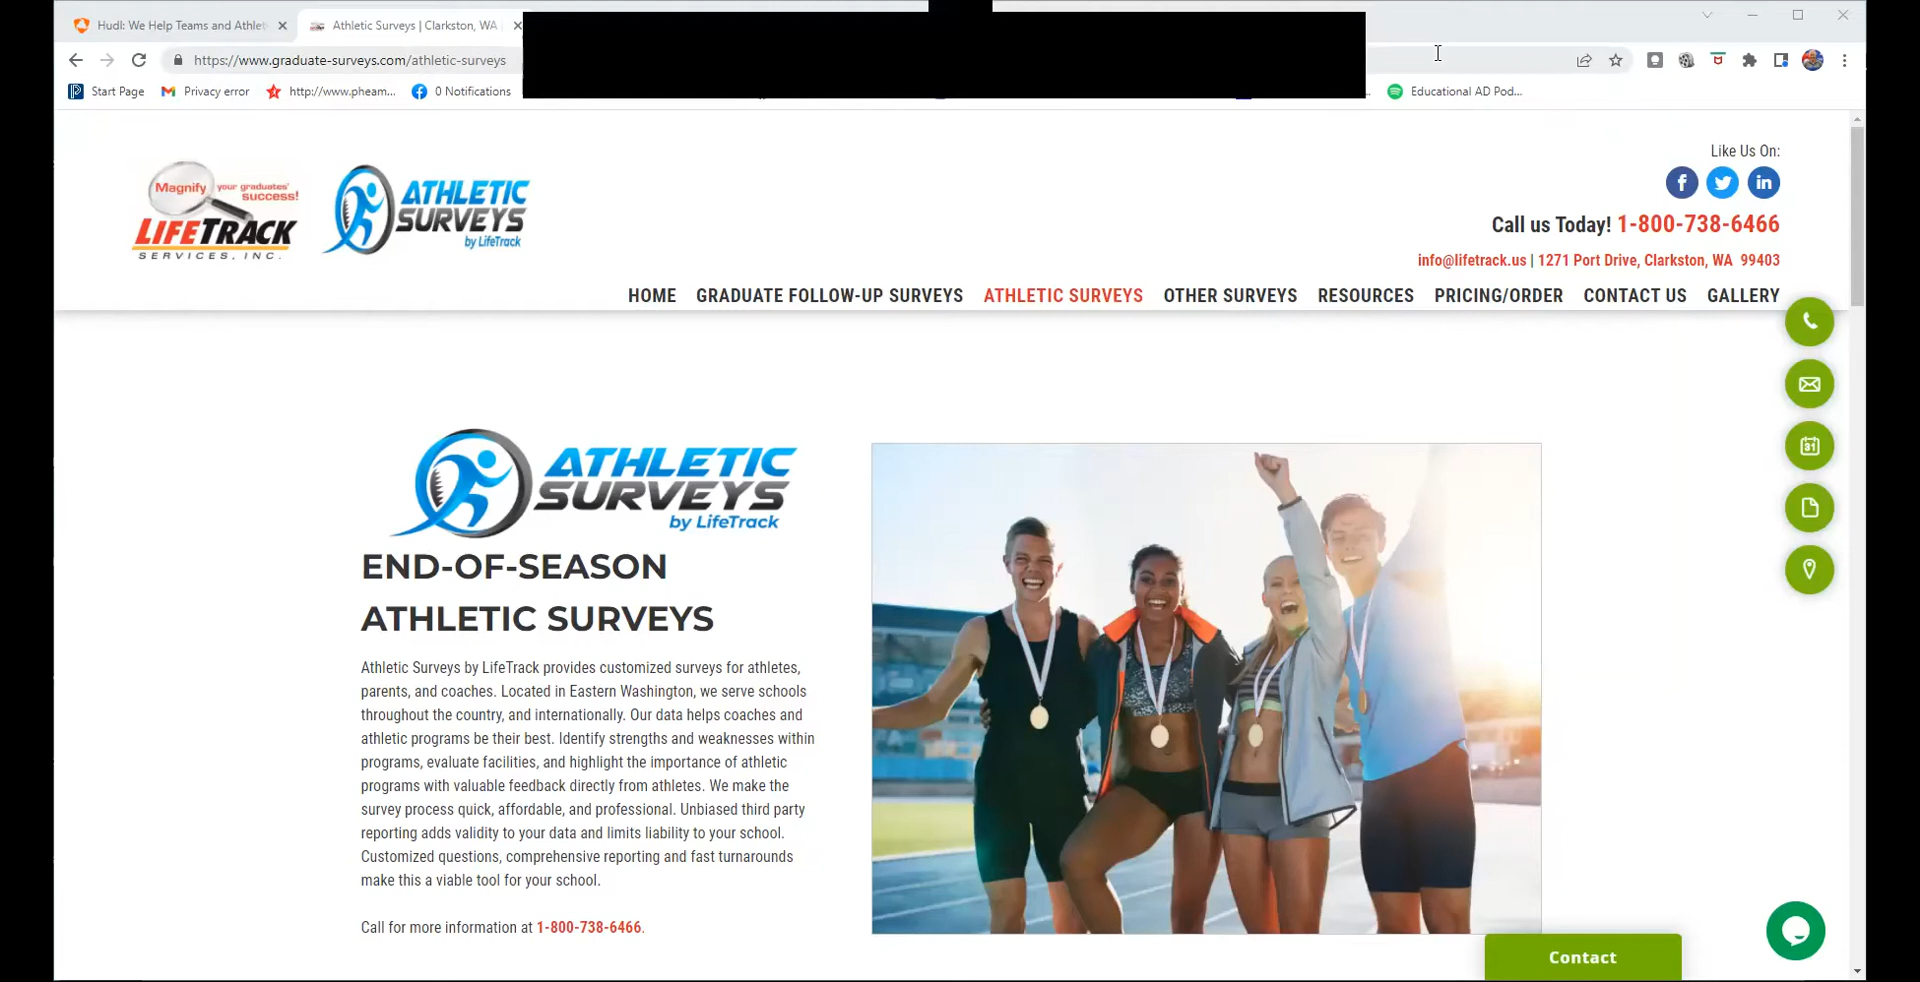 Hudl: We Help Teams and Athlet
Athletic Surveys | Clarkston, WA
https://www.graduate-surveys.com/athletic-surveys
Start Page
Privacy error
http://www.pheam...
0 Notifications
Educational AD Pod...
Magnify your graduates' success!
LIFETRACK
SERVICES, INC.
ATHLETIC
SURVEYS
by LifeTrack
Like Us On:
Call us Today! 1-800-738-6466
info@lifetrack.us | 1271 Port Drive, Clarkston, WA 99403
HOME GRADUATE FOLLOW-UP SURVEYS ATHLETIC SURVEYS OTHER SURVEYS RESOURCES PRICING/ORDER CONTACT US GALLERY
ATHLETIC
SURVEYS
by LifeTrack
END-OF-SEASON
ATHLETIC SURVEYS
Athletic Surveys by LifeTrack provides customized surveys for athletes,
parents, and coaches. Located in Eastern Washington, we serve schools
throughout the country, and internationally. Our data helps coaches and
athletic programs be their best. Identify strengths and weaknesses within
programs, evaluate facilities, and highlight the importance of athletic
programs with valuable feedback directly from athletes. We make the
survey process quick, affordable, and professional. Unbiased third party
reporting adds validity to your data and limits liability to your school.
Customized questions, comprehensive reporting and fast turnarounds
make this a viable tool for your school.
Call for more information at 1-800-738-6466.
31
Contact